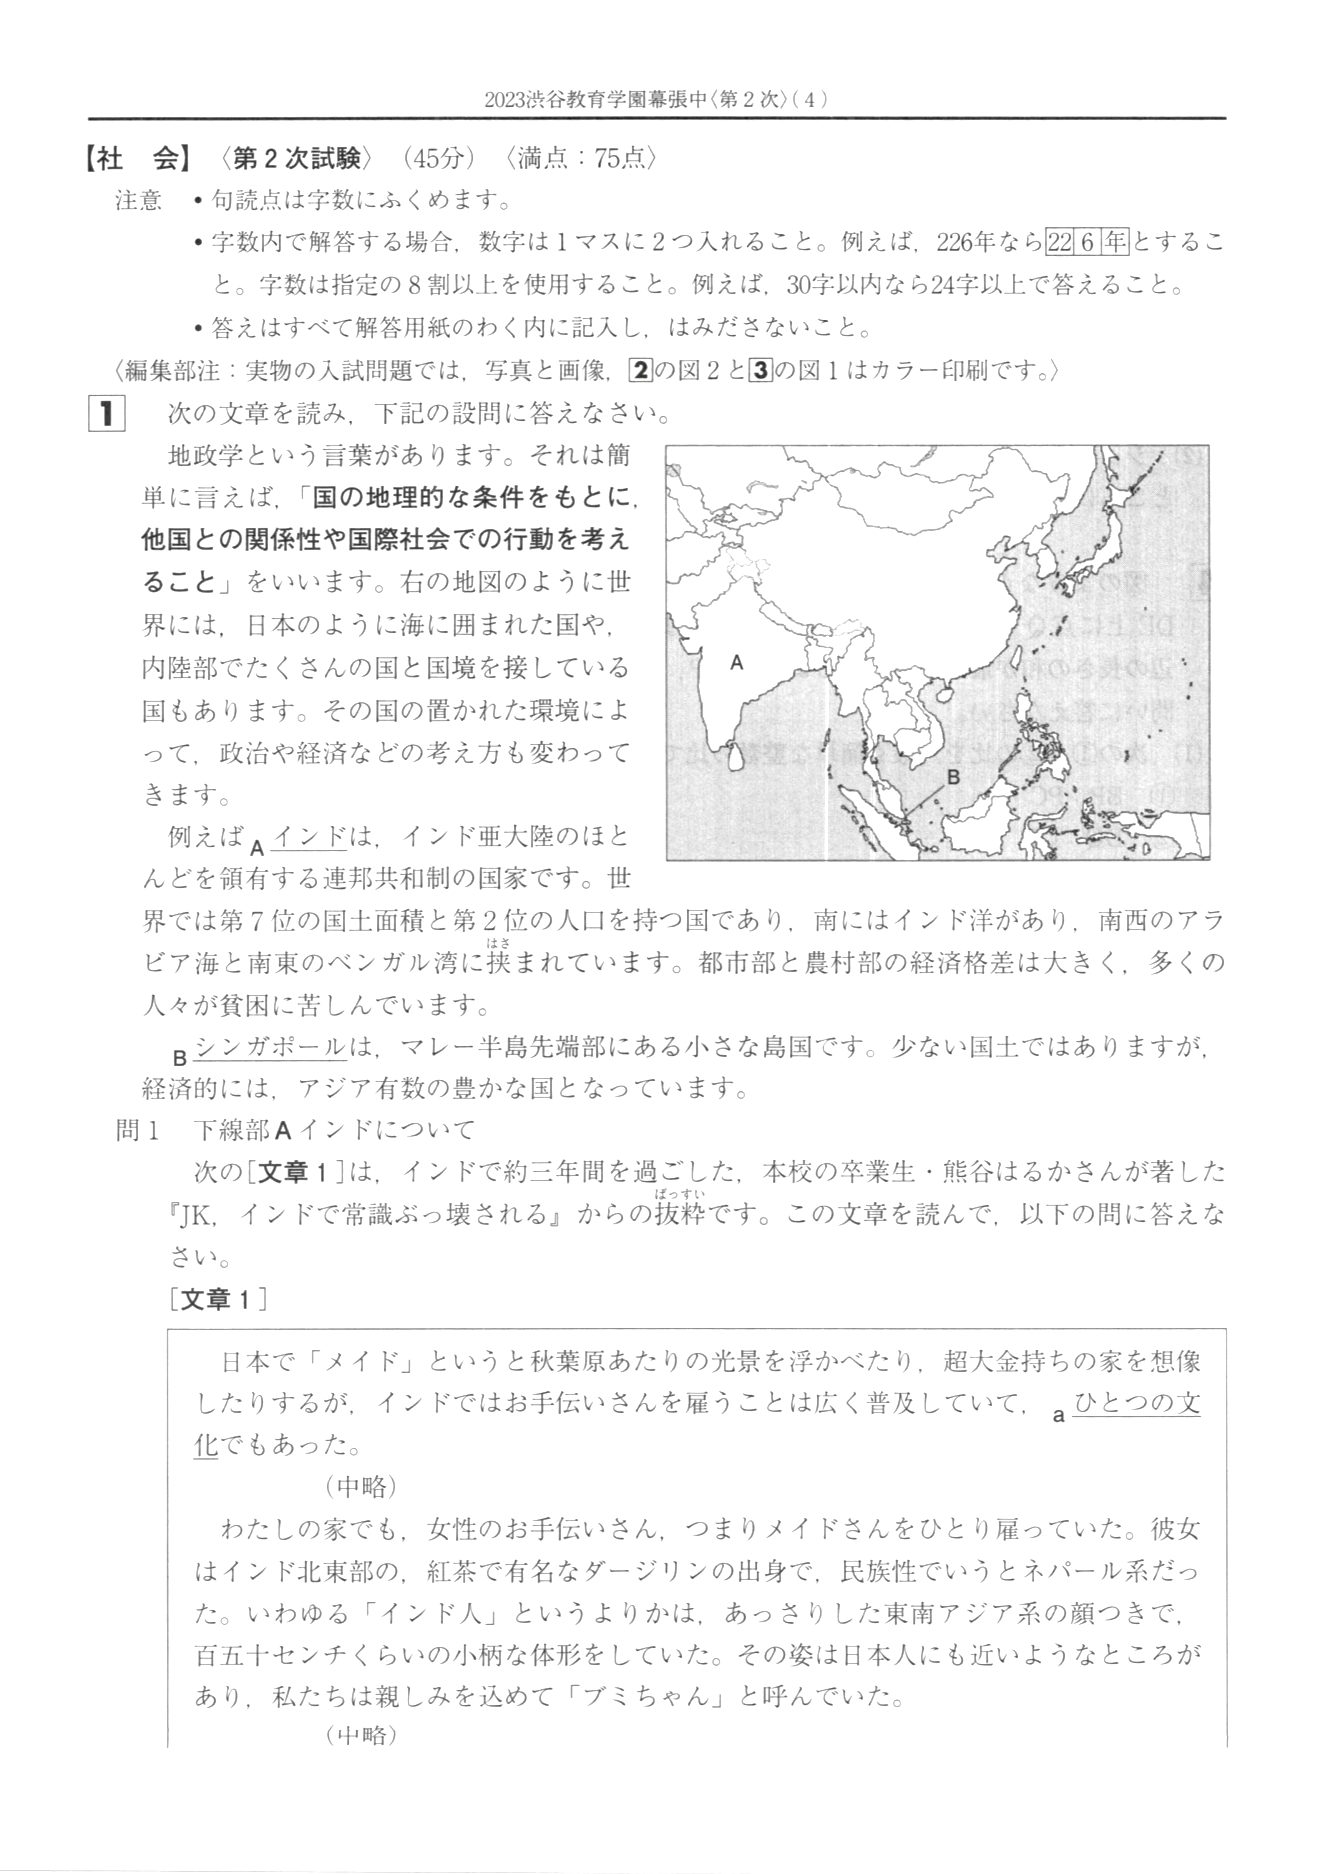 2023渋谷教育学園幕張中〈第2次〉(4)
【社　会】〈第2次試験〉（45分）〈満点：75点〉
注意　・句読点は字数にふくめます。
・字数内で解答する場合，数字は1マスに2つ入れること。例えば，226年なら22 6 年とするこ
と。字数は指定の8割以上を使用すること。例えば，30字以内なら24字以上で答えること。
・答えはすべて解答用紙のわく内に記入し，はみださないこと。
〈編集部注：実物の入試問題では，写真と画像，2の図2と3の図1はカラー印刷です。〉
1　次の文章を読み，下記の設問に答えなさい。
地政学という言葉があります。それは簡
単に言えば，「国の地理的な条件をもとに，
他国との関係性や国際社会での行動を考え
ること」をいいます。右の地図のように世
界には，日本のように海に囲まれた国や，
内陸部でたくさんの国と国境を接している
国もあります。その国の置かれた環境によ
って，政治や経済などの考え方も変わって
きます。
A
B
例えばAインドは，インド亜大陸のほと
んどを領有する連邦共和制の国家です。世
界では第7位の国土面積と第2位の人口を持つ国であり，南にはインド洋があり，南西のアラ
はさ
ビア海と南東のベンガル湾に挟まれています。都市部と農村部の経済格差は大きく，多くの
人々が貧困に苦しんでいます。
Bシンガポールは，マレー半島先端部にある小さな島国です。少ない国土ではありますが，
経済的には，アジア有数の豊かな国となっています。
問1　下線部Aインドについて
次の[文章1]は，インドで約三年間を過ごした，本校の卒業生・熊谷はるかさんが著した
ばっすい
『JK，インドで常識ぶっ壊される』からの抜粋です。この文章を読んで，以下の問に答えな
さい。
[文章1]
日本で「メイド」というと秋葉原あたりの光景を浮かべたり，超大金持ちの家を想像
したりするが，インドではお手伝いさんを雇うことは広く普及していて，aひとつの文
化でもあった。
（中略）
わたしの家でも，女性のお手伝いさん，つまりメイドさんをひとり雇っていた。彼女
はインド北東部の，紅茶で有名なダージリンの出身で，民族性でいうとネパール系だっ
た。いわゆる「インド人」というよりかは，あっさりした東南アジア系の顔つきで，
百五十センチくらいの小柄な体形をしていた。その姿は日本人にも近いようなところが
あり，私たちは親しみを込めて「ブミちゃん」と呼んでいた。
（中略）